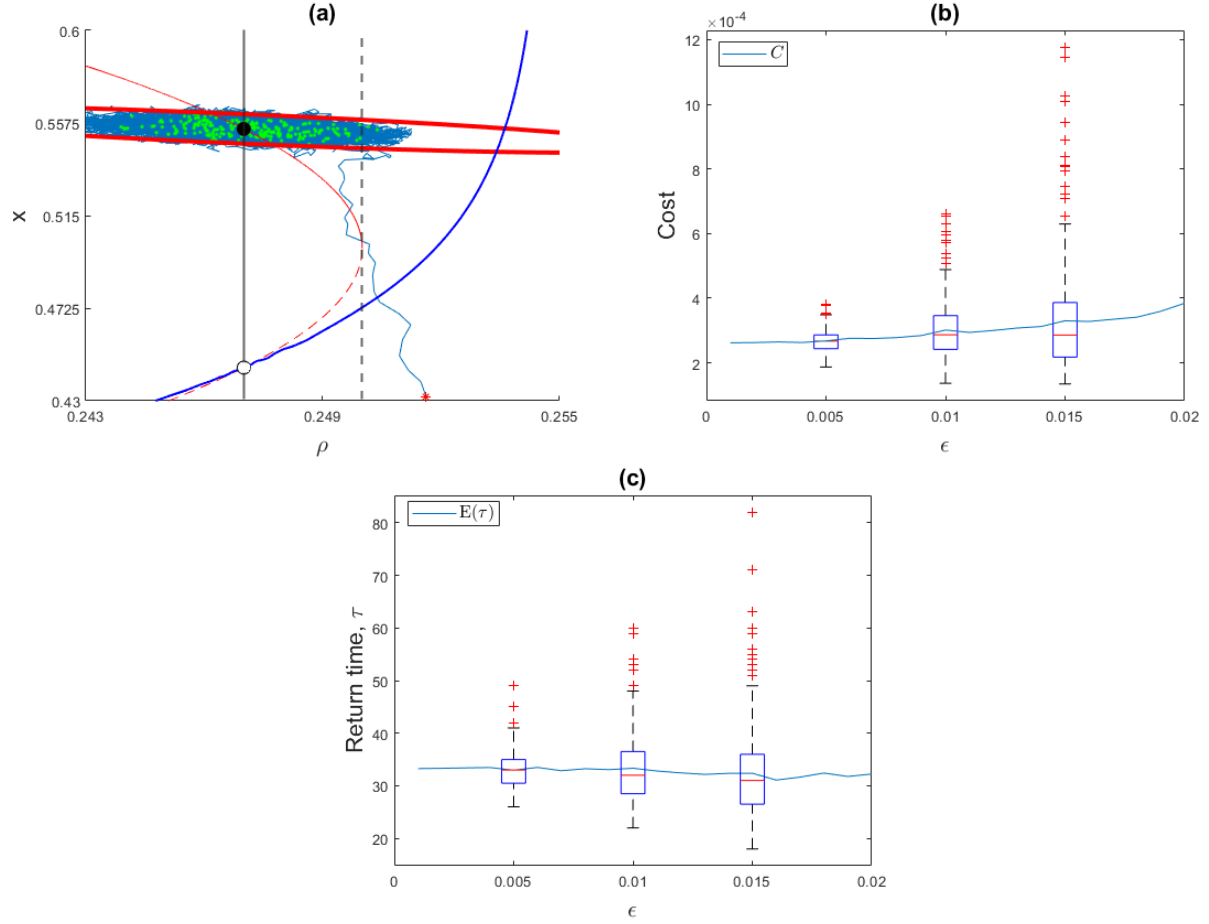 (a)
0.6
0.5575
0.515
0.4725
0.43
x
0.243
0.249
0.255
ρ
(b)
×10⁻⁴
12
10
8
6
4
2
Cost
C
0
0.005
0.01
0.015
0.02
ϵ
(c)
80
70
60
50
40
30
20
Return time, τ
E(τ)
0
0.005
0.01
0.015
0.02
ϵ